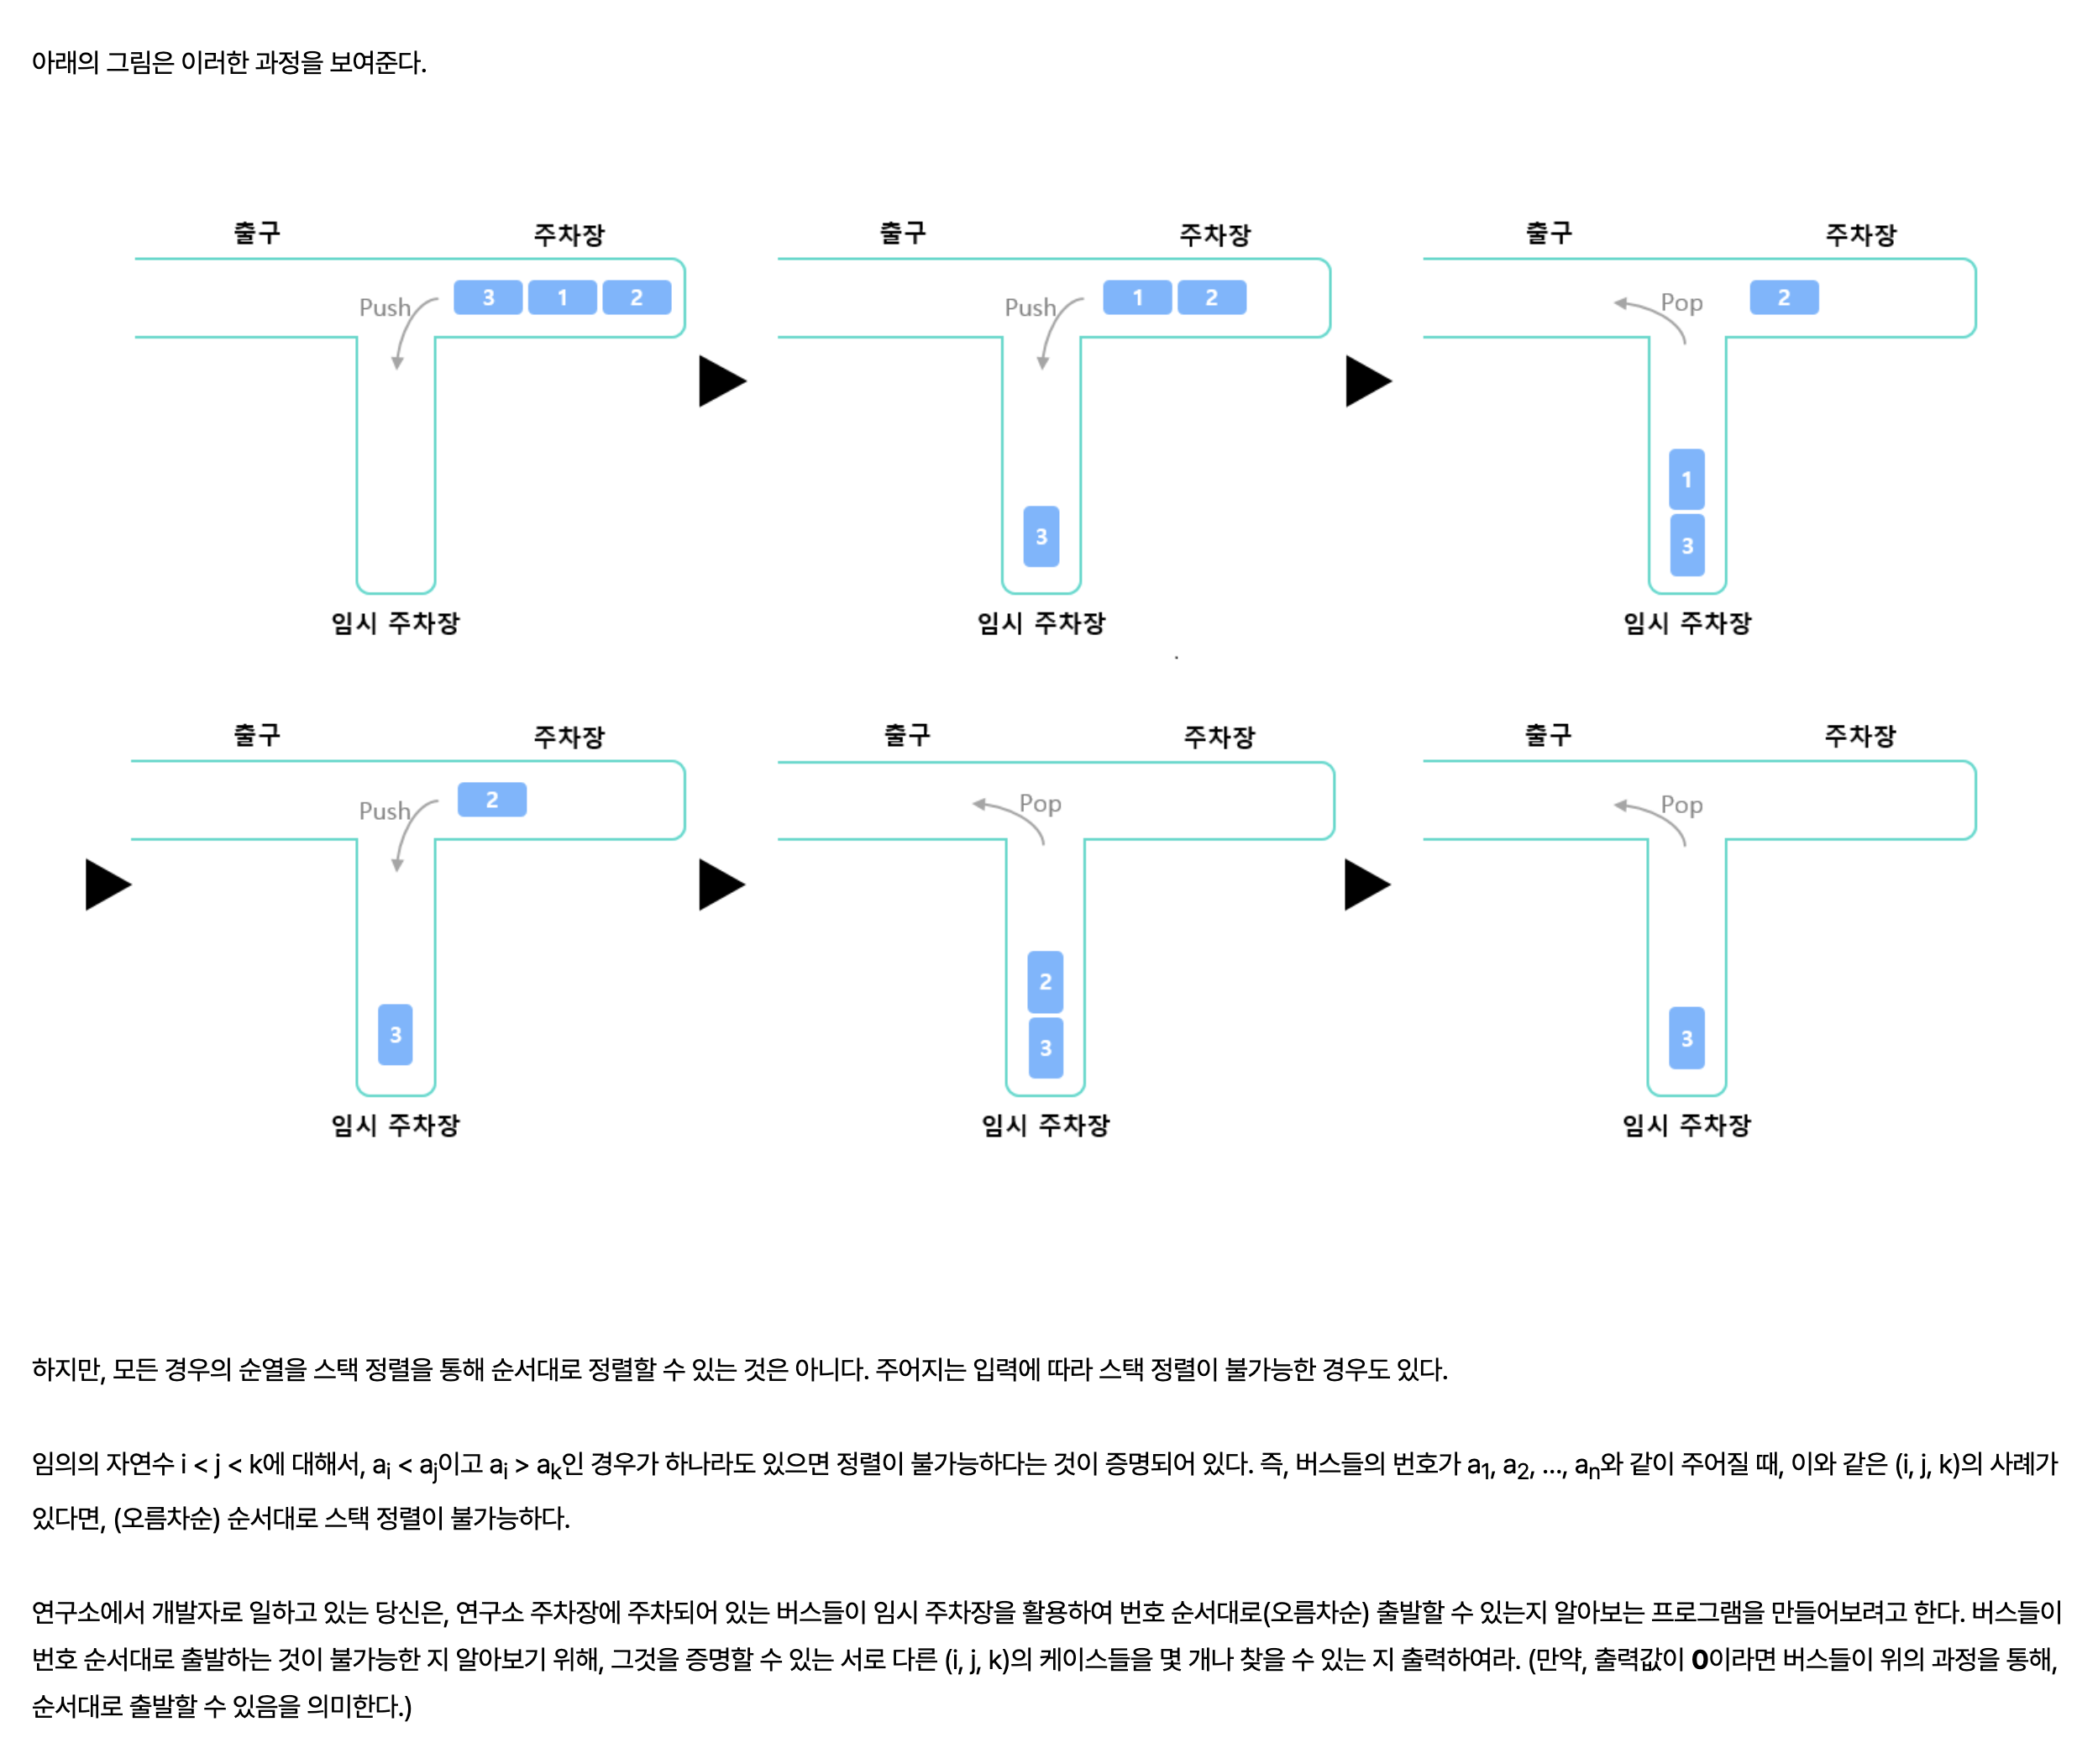 아래의 그림은 이러한 과정을 보여준다.
출구 주차장 출구 주차장 출구 주차장
Push 3 1 2 Push 1 2 Pop 2
3 1
3
임시 주차장 임시 주차장 임시 주차장
출구 주차장 출구 주차장 출구 주차장
Push 2 Pop Pop
3 2 3
3
임시 주차장 임시 주차장 임시 주차장
하지만, 모든 경우의 순열을 스택 정렬을 통해 순서대로 정렬할 수 있는 것은 아니다. 주어지는 입력에 따라 스택 정렬이 불가능한 경우도 있다.
임의의 자연수 i < j < k에 대해서, ai < aj이고 ai > ak인 경우가 하나라도 있으면 정렬이 불가능하다는 것이 증명되어 있다. 즉, 버스들의 번호가 a1, a2, ..., an와 같이 주어질 때, 이와 같은 (i, j, k)의 사례가
있다면, (오름차순) 순서대로 스택 정렬이 불가능하다.
연구소에서 개발자로 일하고 있는 당신은, 연구소 주차장에 주차되어 있는 버스들이 임시 주차장을 활용하여 번호 순서대로(오름차순) 출발할 수 있는지 알아보는 프로그램을 만들어보려고 한다. 버스들이
번호 순서대로 출발하는 것이 불가능한 지 알아보기 위해, 그것을 증명할 수 있는 서로 다른 (i, j, k)의 케이스들을 몇 개나 찾을 수 있는 지 출력하여라. (만약, 출력값이 0이라면 버스들이 위의 과정을 통해,
순서대로 출발할 수 있음을 의미한다.)